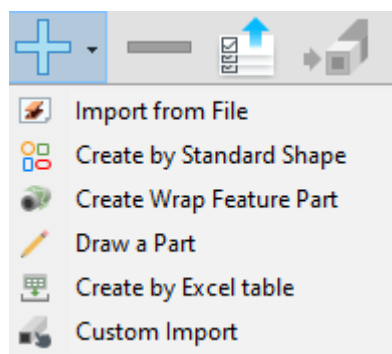 Import from File
Create by Standard Shape
Create Wrap Feature Part
Draw a Part
Create by Excel table
Custom Import